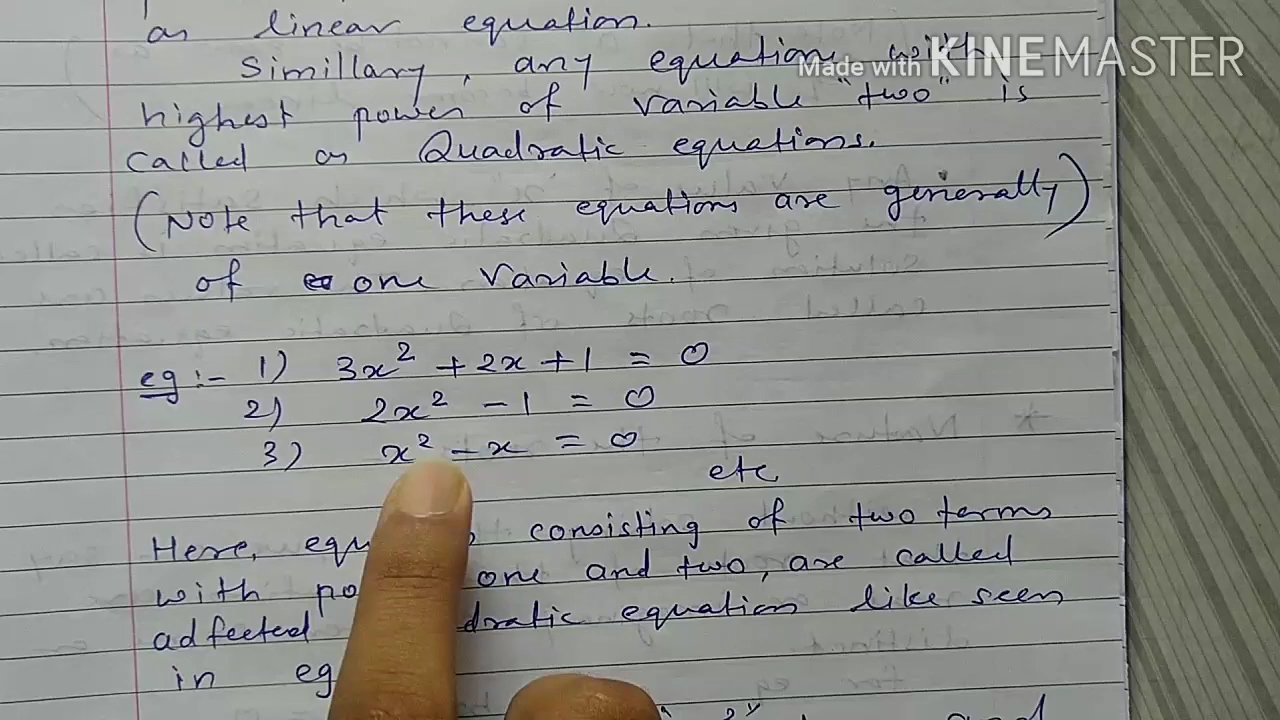 as linear equation.
Simillary, any equation with
Made with KINEMASTER
highest power of variable "two" is
called as Quadratic equations.
(Note that these equations are generally)
of one variable.
eg :- 1) 3x² + 2x + 1 = 0
2) 2x² - 1 = 0
3) x² - x = 0
etc
Here, consisting of two terms
with one and two, are called
adfected equation like seen
in eg
and